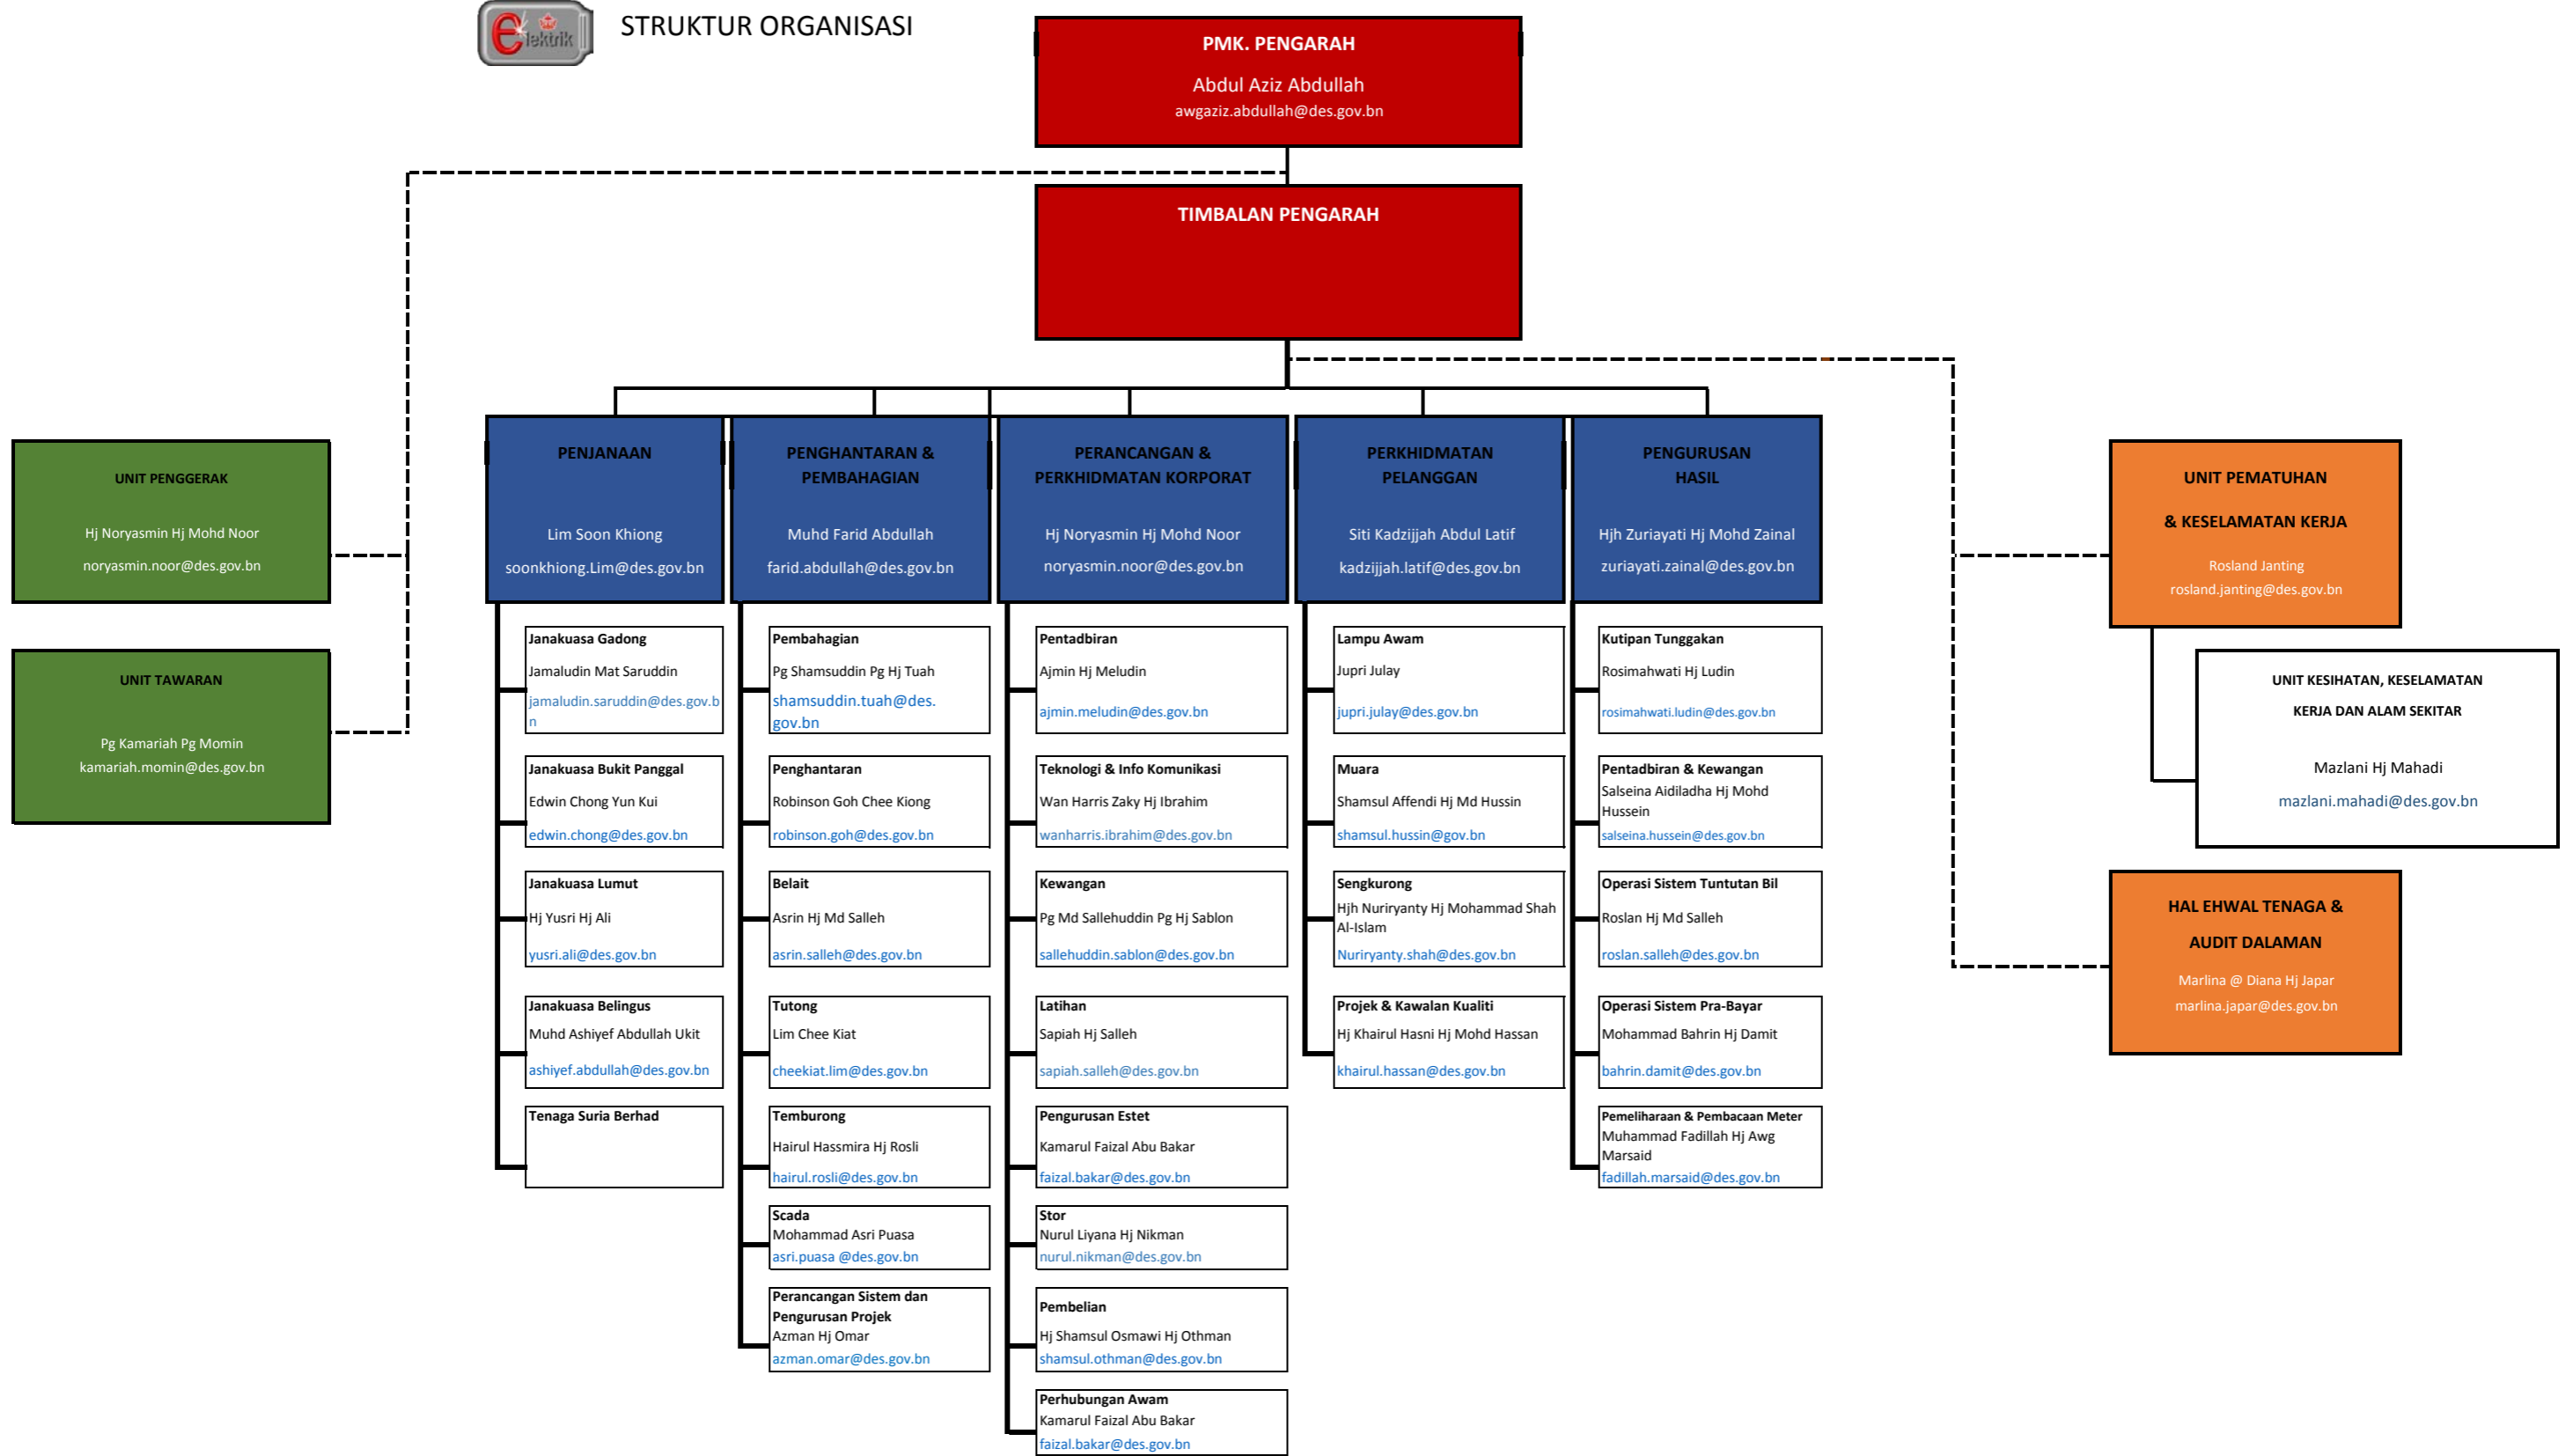 elektrik
STRUKTUR ORGANISASI
PMK. PENGARAH
Abdul Aziz Abdullah
awgaziz.abdullah@des.gov.bn
TIMBALAN PENGARAH
UNIT PENGGERAK
Hj Noryasmin Hj Mohd Noor
noryasmin.noor@des.gov.bn
UNIT TAWARAN
Pg Kamariah Pg Momin
kamariah.momin@des.gov.bn
PENJANAAN
Lim Soon Khiong
soonkhiong.Lim@des.gov.bn
Janakuasa Gadong
Jamaludin Mat Saruddin
jamaludin.saruddin@des.gov.b
n
Janakuasa Bukit Panggal
Edwin Chong Yun Kui
edwin.chong@des.gov.bn
Janakuasa Lumut
Hj Yusri Hj Ali
yusri.ali@des.gov.bn
Janakuasa Belingus
Muhd Ashiyef Abdullah Ukit
ashiyef.abdullah@des.gov.bn
Tenaga Suria Berhad
PENGHANTARAN &
PEMBAHAGIAN
Muhd Farid Abdullah
farid.abdullah@des.gov.bn
Pembahagian
Pg Shamsuddin Pg Hj Tuah
shamsuddin.tuah@des.
gov.bn
Penghantaran
Robinson Goh Chee Kiong
robinson.goh@des.gov.bn
Belait
Asrin Hj Md Salleh
asrin.salleh@des.gov.bn
Tutong
Lim Chee Kiat
cheekiat.lim@des.gov.bn
Temburong
Hairul Hassmira Hj Rosli
hairul.rosli@des.gov.bn
Scada
Mohammad Asri Puasa
asri.puasa @des.gov.bn
Perancangan Sistem dan
Pengurusan Projek
Azman Hj Omar
azman.omar@des.gov.bn
PERANCANGAN &
PERKHIDMATAN KORPORAT
Hj Noryasmin Hj Mohd Noor
noryasmin.noor@des.gov.bn
Pentadbiran
Ajmin Hj Meludin
ajmin.meludin@des.gov.bn
Teknologi & Info Komunikasi
Wan Harris Zaky Hj Ibrahim
wanharris.ibrahim@des.gov.bn
Kewangan
Pg Md Sallehuddin Pg Hj Sablon
sallehuddin.sablon@des.gov.bn
Latihan
Sapiah Hj Salleh
sapiah.salleh@des.gov.bn
Pengurusan Estet
Kamarul Faizal Abu Bakar
faizal.bakar@des.gov.bn
Stor
Nurul Liyana Hj Nikman
nurul.nikman@des.gov.bn
Pembelian
Hj Shamsul Osmawi Hj Othman
shamsul.othman@des.gov.bn
Perhubungan Awam
Kamarul Faizal Abu Bakar
faizal.bakar@des.gov.bn
PERKHIDMATAN
PELANGGAN
Siti Kadzijjah Abdul Latif
kadzijjah.latif@des.gov.bn
Lampu Awam
Jupri Julay
jupri.julay@des.gov.bn
Muara
Shamsul Affendi Hj Md Hussin
shamsul.hussin@gov.bn
Sengkurong
Hjh Nuriryanty Hj Mohammad Shah
Al-Islam
Nuriryanty.shah@des.gov.bn
Projek & Kawalan Kualiti
Hj Khairul Hasni Hj Mohd Hassan
khairul.hassan@des.gov.bn
PENGURUSAN
HASIL
Hjh Zuriayati Hj Mohd Zainal
zuriayati.zainal@des.gov.bn
Kutipan Tunggakan
Rosimahwati Hj Ludin
rosimahwati.ludin@des.gov.bn
Pentadbiran & Kewangan
Salseina Aidiladha Hj Mohd
Hussein
salseina.hussein@des.gov.bn
Operasi Sistem Tuntutan Bil
Roslan Hj Md Salleh
roslan.salleh@des.gov.bn
Operasi Sistem Pra-Bayar
Mohammad Bahrin Hj Damit
bahrin.damit@des.gov.bn
Pemeliharaan & Pembacaan Meter
Muhammad Fadillah Hj Awg
Marsaid
fadillah.marsaid@des.gov.bn
UNIT PEMATUHAN
& KESELAMATAN KERJA
Rosland Janting
rosland.janting@des.gov.bn
UNIT KESIHATAN, KESELAMATAN
KERJA DAN ALAM SEKITAR
Mazlani Hj Mahadi
mazlani.mahadi@des.gov.bn
HAL EHWAL TENAGA &
AUDIT DALAMAN
Marlina @ Diana Hj Japar
marlina.japar@des.gov.bn